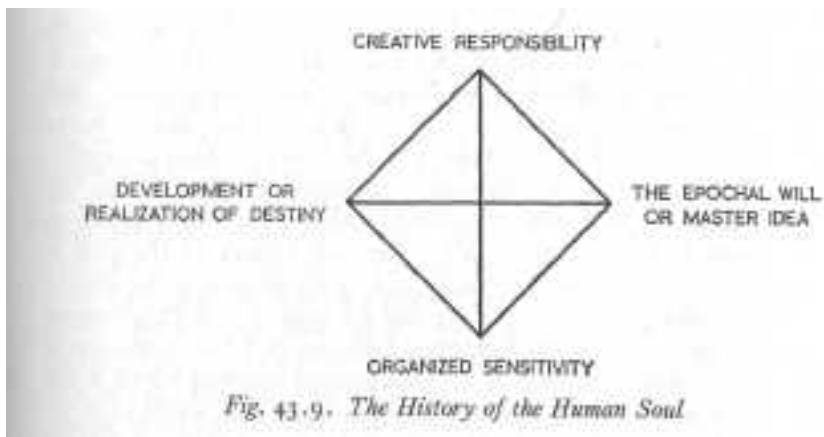 CREATIVE RESPONSIBILITY
DEVELOPMENT OR
REALIZATION OF DESTINY
THE EPOCHAL WILL
OR MASTER IDEA
ORGANIZED SENSITIVITY
Fig. 43.9. The History of the Human Soul